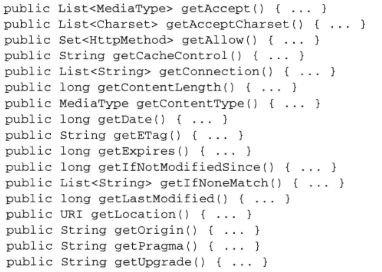 public List<MediaType> getAccept() { ... }
public List<Charset> getAcceptCharset() { ... }
public Set<HttpMethod> getAllow() { ... }
public String getCacheControl() { ... }
public List<String> getConnection() { ... }
public long getContentLength() { ... }
public MediaType getContentType() { ... }
public long getDate() { ... }
public String getETag() { ... }
public long getExpires() { ... }
public long getIfNotModifiedSince() { ... }
public List<String> getIfNoneMatch() { ... }
public long getLastModified() { ... }
public URI getLocation() { ... }
public String getOrigin() { ... }
public String getPragma() { ... }
public String getUpgrade() { ... }